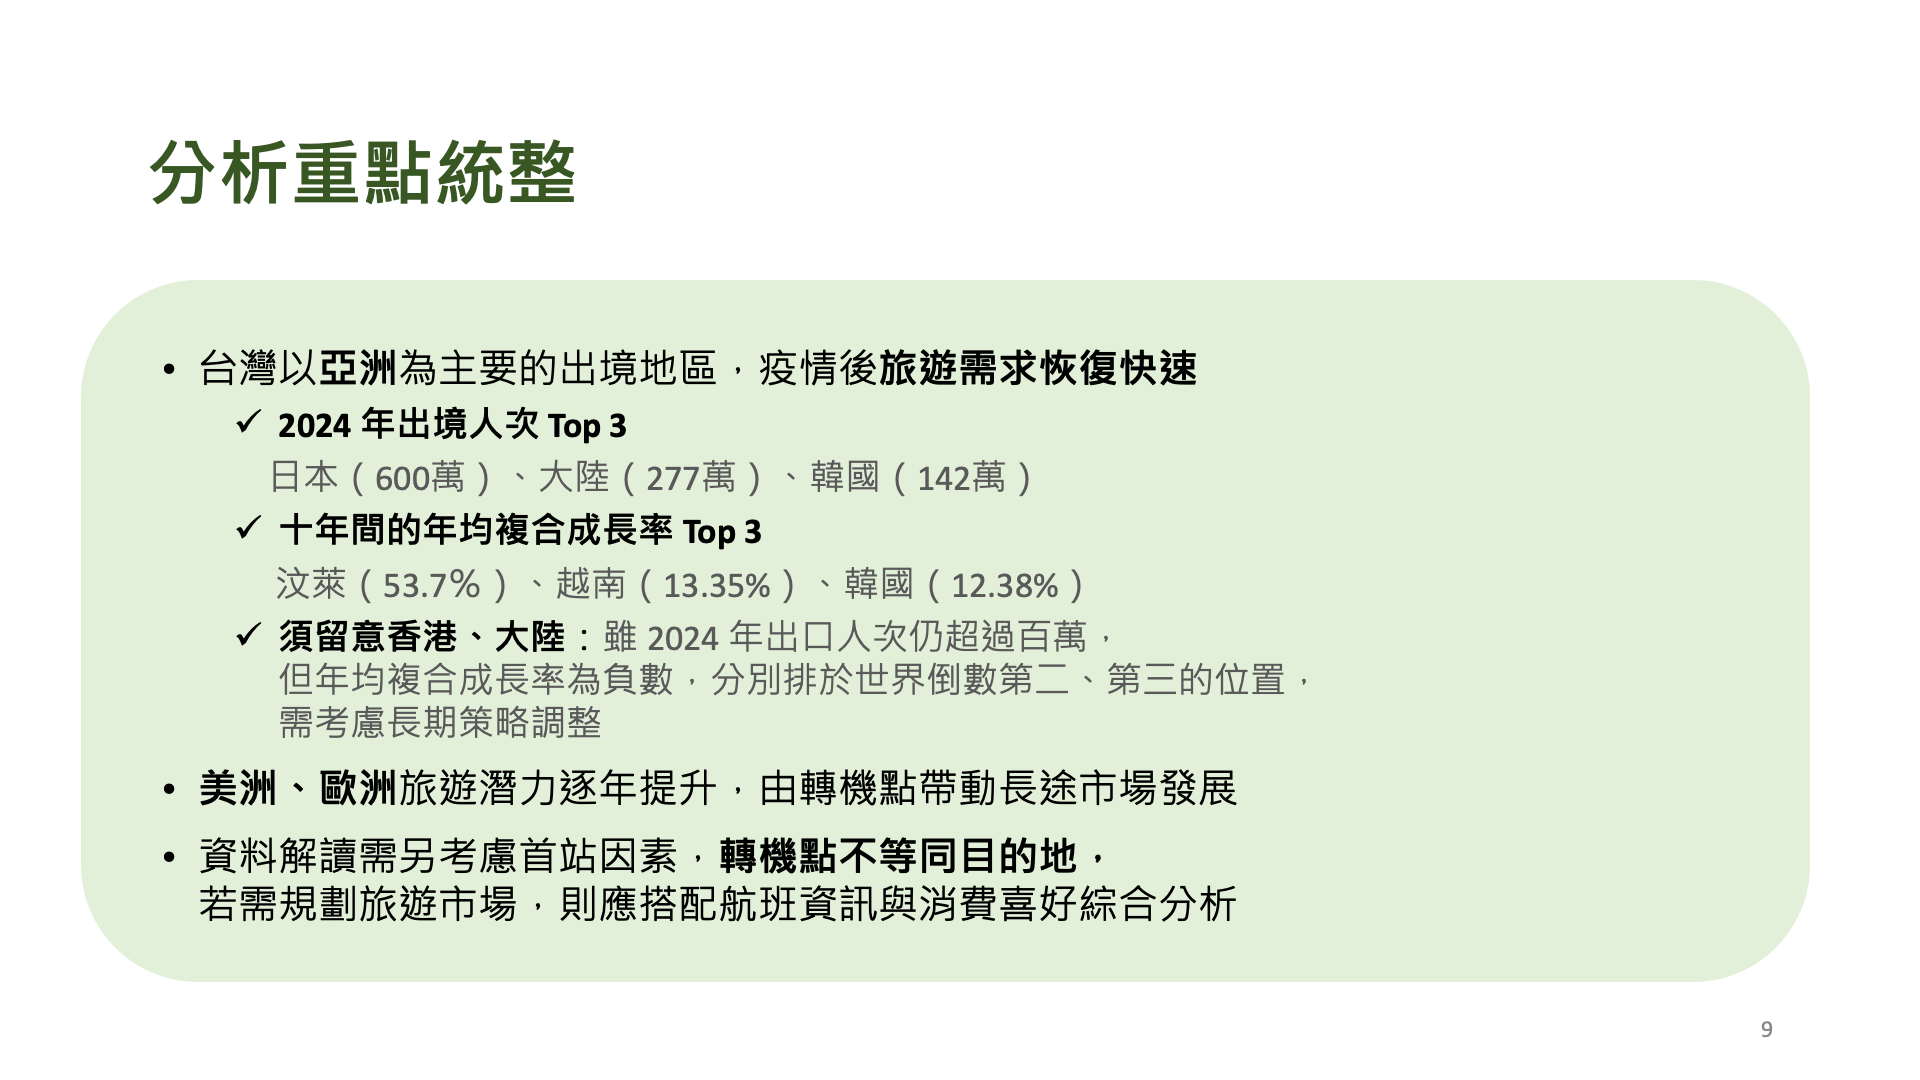 分析重點統整
• 台灣以亞洲為主要的出境地區，疫情後旅遊需求恢復快速
✓ 2024 年出境人次 Top 3
日本（600萬）、大陸（277萬）、韓國（142萬）
✓ 十年間的年均複合成長率 Top 3
汶萊（53.7%）、越南（13.35%）、韓國（12.38%）
✓ 須留意香港、大陸：雖 2024 年出口人次仍超過百萬，
但年均複合成長率為負數，分別排於世界倒數第二、第三的位置，
需考慮長期策略調整
• 美洲、歐洲旅遊潛力逐年提升，由轉機點帶動長途市場發展
• 資料解讀需另考慮首站因素，轉機點不等同目的地，
若需規劃旅遊市場，則應搭配航班資訊與消費喜好綜合分析
9